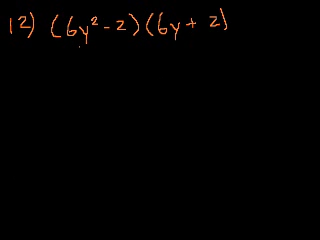 12) (6y² - 2)(6y + 2)